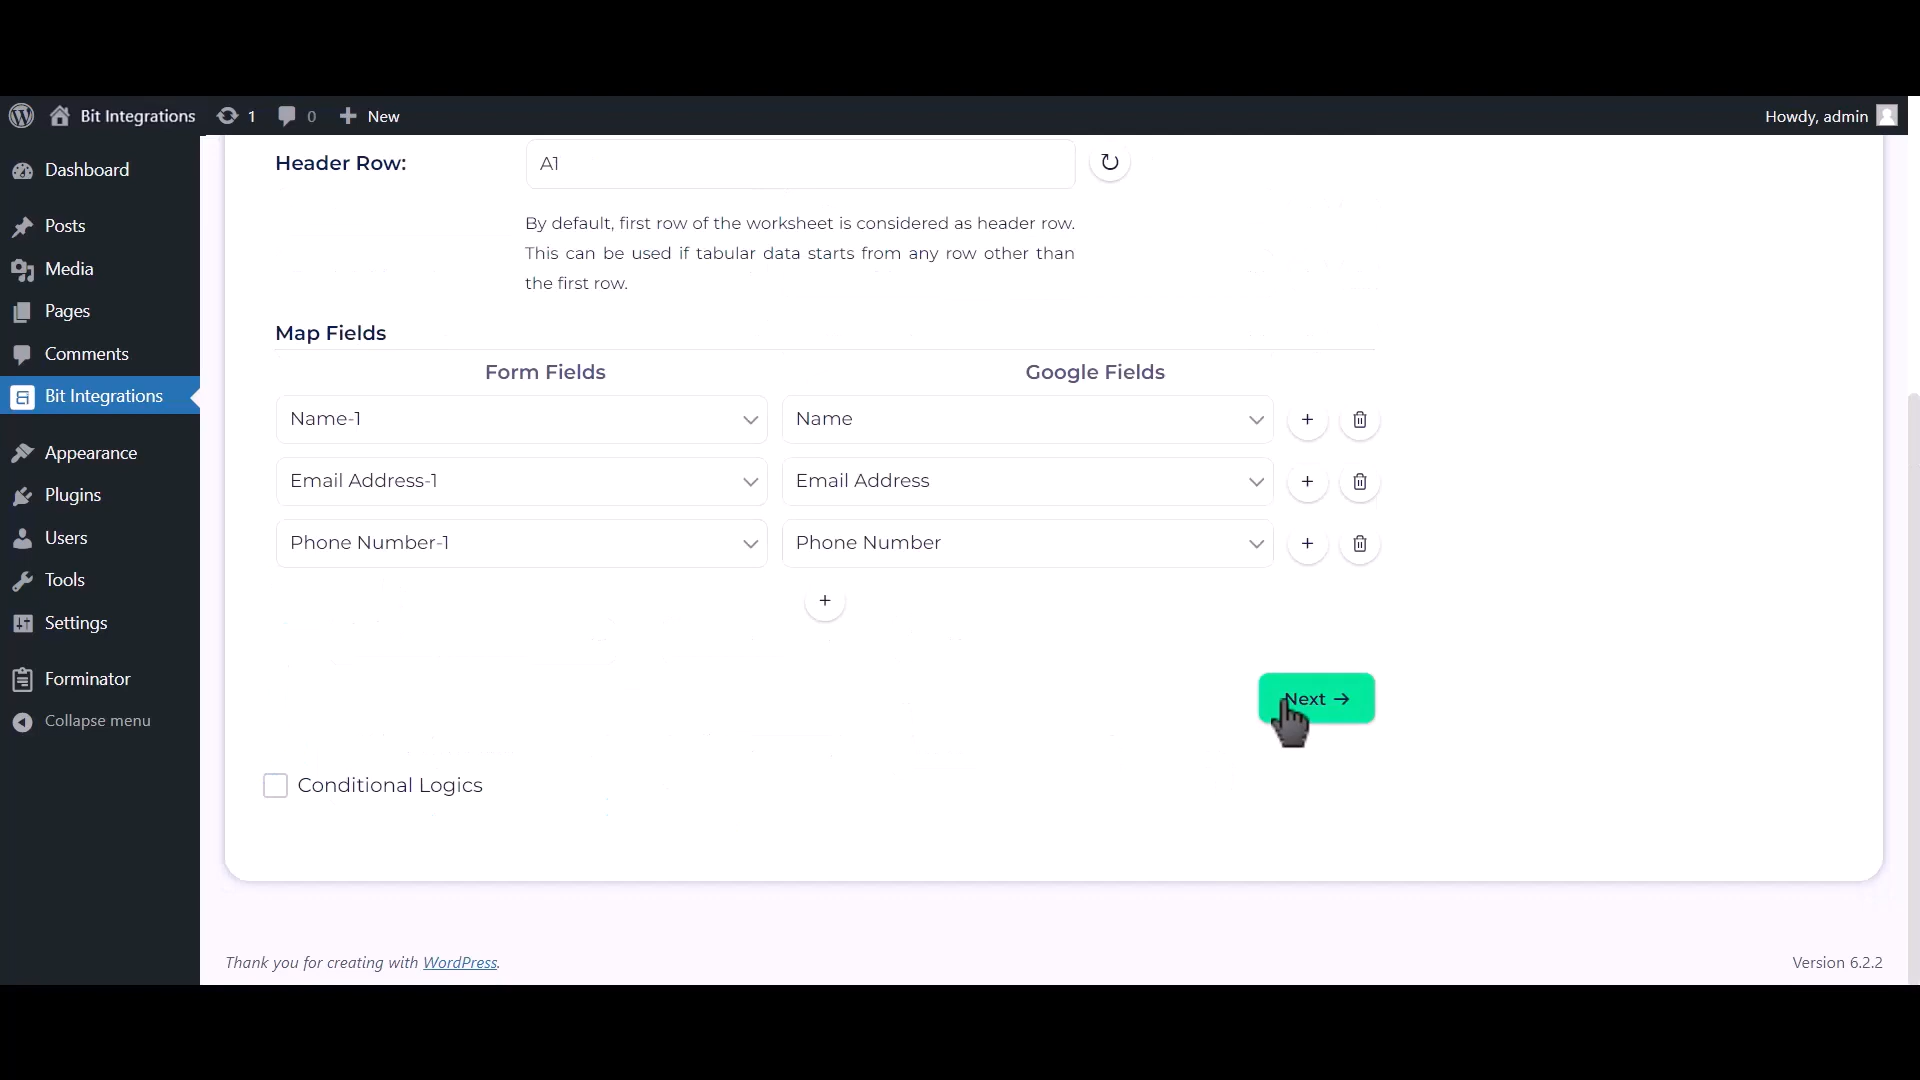 Bit Integrations 1 0 New Howdy, admin
Dashboard
Posts
Media
Pages
Comments
Bit Integrations
Appearance
Plugins
Users
Tools
Settings
Forminator
Collapse menu
Header Row: A1
By default, first row of the worksheet is considered as header row.
This can be used if tabular data starts from any row other than
the first row.
Map Fields
Form Fields Google Fields
Name-1 Name
Email Address-1 Email Address
Phone Number-1 Phone Number
Next
Conditional Logics
Thank you for creating with WordPress. Version 6.2.2